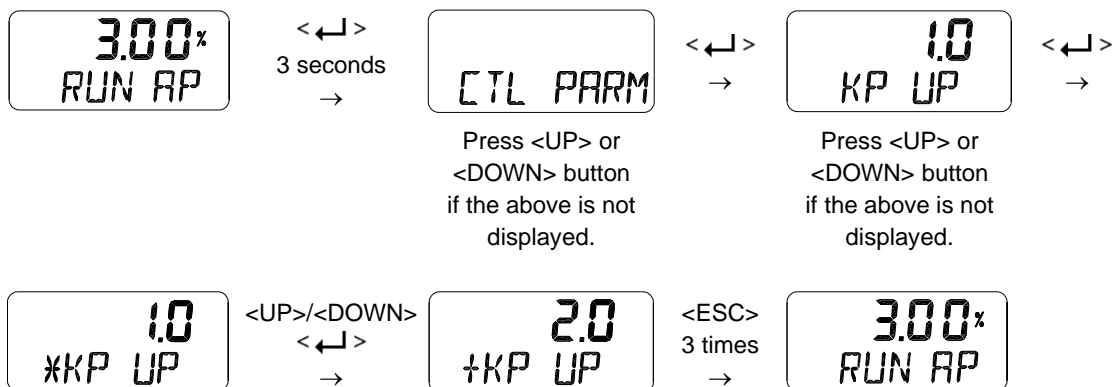 3.00%
RUN AP
<↵>
3 seconds
→
CTL PARM
Press <UP> or
<DOWN> button
if the above is not
displayed.
<↵>
→
1.0
KP UP
Press <UP> or
<DOWN> button
if the above is not
displayed.
<↵>
→
1.0
*KP UP
<UP>/<DOWN>
<↵>
→
2.0
+KP UP
<ESC>
3 times
→
3.00%
RUN AP